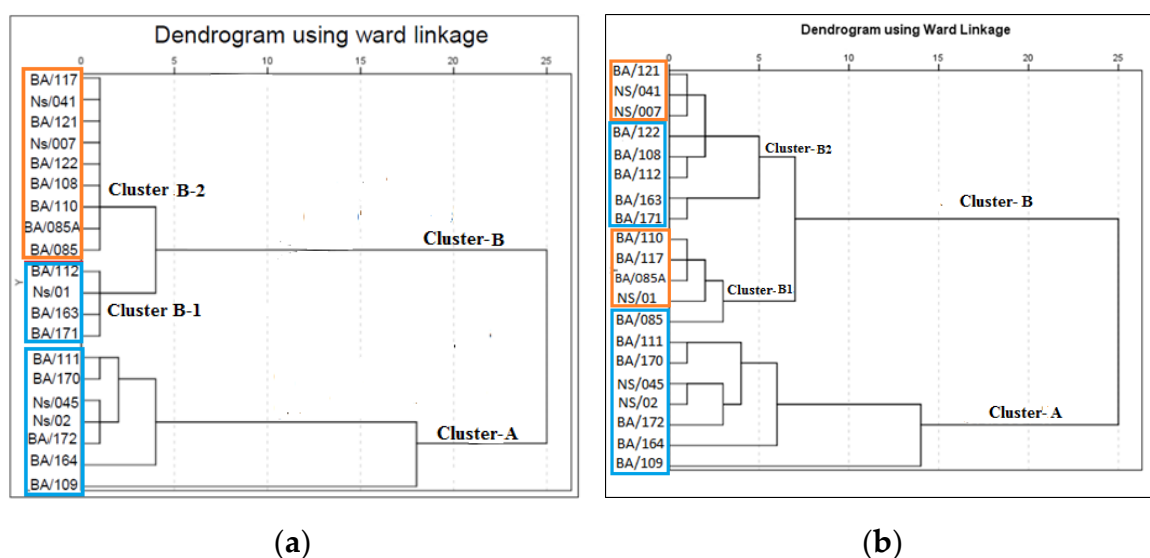 Dendrogram using ward linkage
0 5 10 15 20 25
BA/117
Ns/041
BA/121
Ns/007
BA/122
BA/108
Cluster B-2
BA/110
BA/085A
Cluster-B
BA/085
BA/112
Y
Ns/01
Cluster B-1
BA/163
BA/171
BA/111
BA/170
Ns/045
Ns/02
Cluster-A
BA/172
BA/164
BA/109
(a)
Dendrogram using Ward Linkage
0 5 10 15 20 25
BA/121
NS/041
NS/007
BA/122
Cluster-B2
BA/108
BA/112
BA/163
Cluster-B
BA/171
BA/110
BA/117
BA/085A
Cluster-B1
NS/01
BA/085
BA/111
BA/170
NS/045
NS/02
Cluster-A
BA/172
BA/164
BA/109
(b)